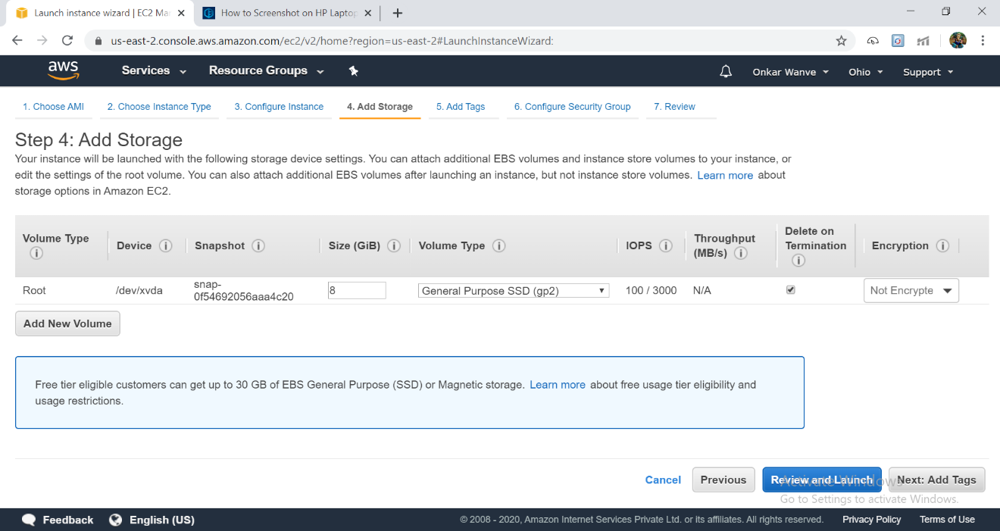 Launch instance wizard | EC2 Ma
How to Screenshot on HP Laptop
us-east-2.console.aws.amazon.com/ec2/v2/home?region=us-east-2#LaunchInstanceWizard:
aws
Services
Resource Groups
Onkar Wanve
Ohio
Support
1. Choose AMI
2. Choose Instance Type
3. Configure Instance
4. Add Storage
5. Add Tags
6. Configure Security Group
7. Review
Step 4: Add Storage
Your instance will be launched with the following storage device settings. You can attach additional EBS volumes and instance store volumes to your instance, or
edit the settings of the root volume. You can also attach additional EBS volumes after launching an instance, but not instance store volumes. Learn more about
storage options in Amazon EC2.
Volume Type
Device
Snapshot
Size (GiB)
Volume Type
IOPS
Throughput
(MB/s)
Delete on
Termination
Encryption
Root
/dev/xvda
snap-
0f54692056aaa4c20
8
General Purpose SSD (gp2)
100 / 3000
N/A
Not Encrypte
Add New Volume
Free tier eligible customers can get up to 30 GB of EBS General Purpose (SSD) or Magnetic storage. Learn more about free usage tier eligibility and
usage restrictions.
Cancel
Previous
Review and Launch
Next: Add Tags
Activate Windows
Go to Settings to activate Windows.
Feedback
English (US)
© 2008 - 2020, Amazon Internet Services Private Ltd. or its affiliates. All rights reserved.
Privacy Policy
Terms of Use